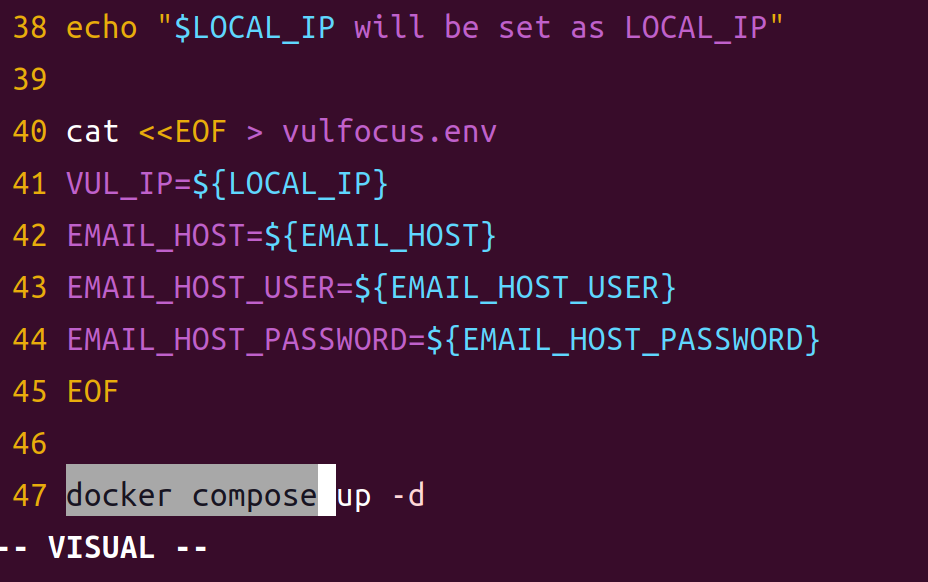 38 echo "$LOCAL_IP will be set as LOCAL_IP"
39
40 cat <<EOF > vulfocus.env
41 VUL_IP=${LOCAL_IP}
42 EMAIL_HOST=${EMAIL_HOST}
43 EMAIL_HOST_USER=${EMAIL_HOST_USER}
44 EMAIL_HOST_PASSWORD=${EMAIL_HOST_PASSWORD}
45 EOF
46
47 docker compose up -d
-- VISUAL --